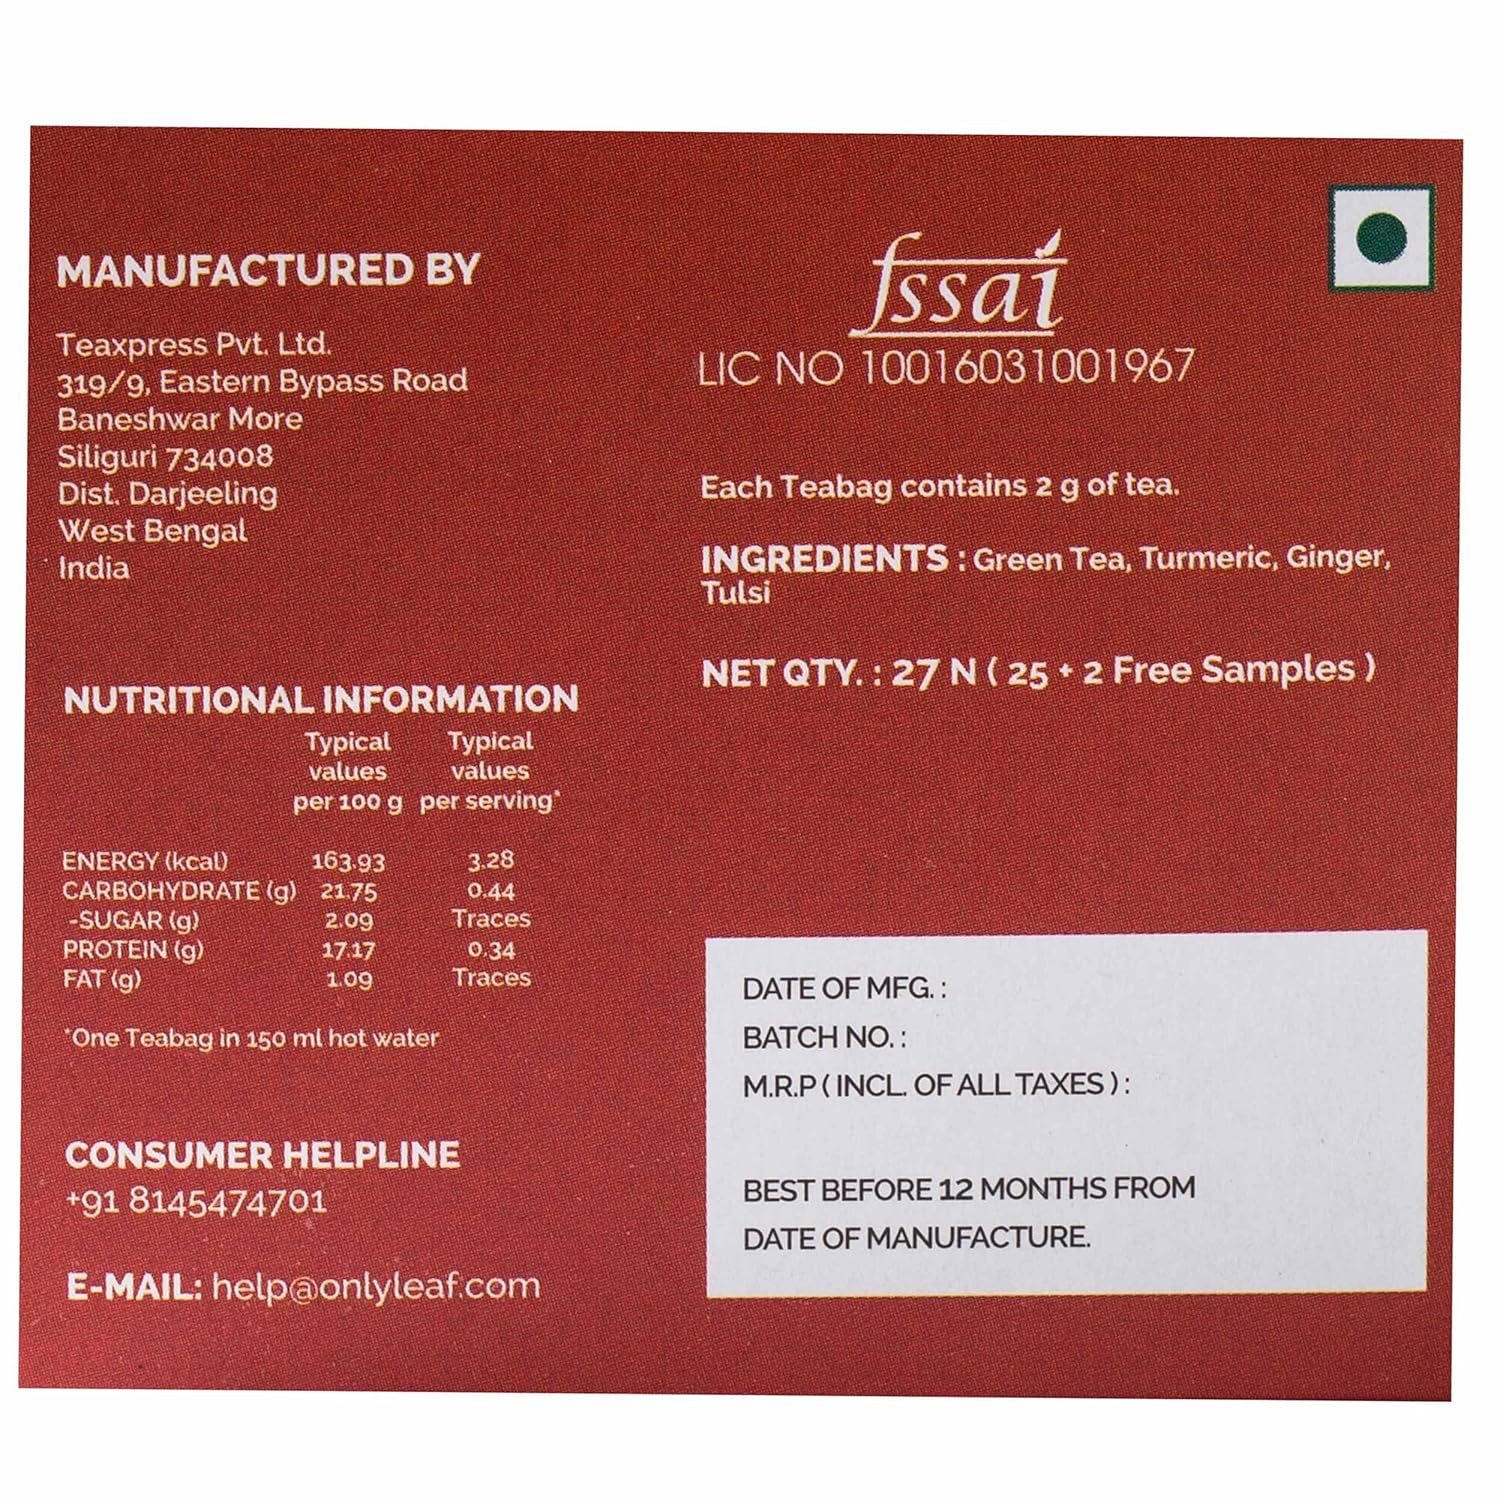 MANUFACTURED BY
Teaxpress Pvt. Ltd.
319/9, Eastern Bypass Road
Baneshwar More
Siliguri 734008
Dist. Darjeeling
West Bengal
India
NUTRITIONAL INFORMATION
Typical Typical
values values
per 100 g per serving*
ENERGY (kcal) 163.93 3.28
CARBOHYDRATE (g) 21.75 0.44
-SUGAR (g) 2.09 Traces
PROTEIN (g) 17.17 0.34
FAT (g) 1.09 Traces
*One Teabag in 150 ml hot water
CONSUMER HELPLINE
+91 8145474701
E-MAIL: help@onlyleaf.com
fssai
LIC NO 10016031001967
Each Teabag contains 2 g of tea.
INGREDIENTS : Green Tea, Turmeric, Ginger,
Tulsi
NET QTY. : 27 N ( 25 + 2 Free Samples )
DATE OF MFG. :
BATCH NO. :
M.R.P ( INCL. OF ALL TAXES ) :
BEST BEFORE 12 MONTHS FROM
DATE OF MANUFACTURE.